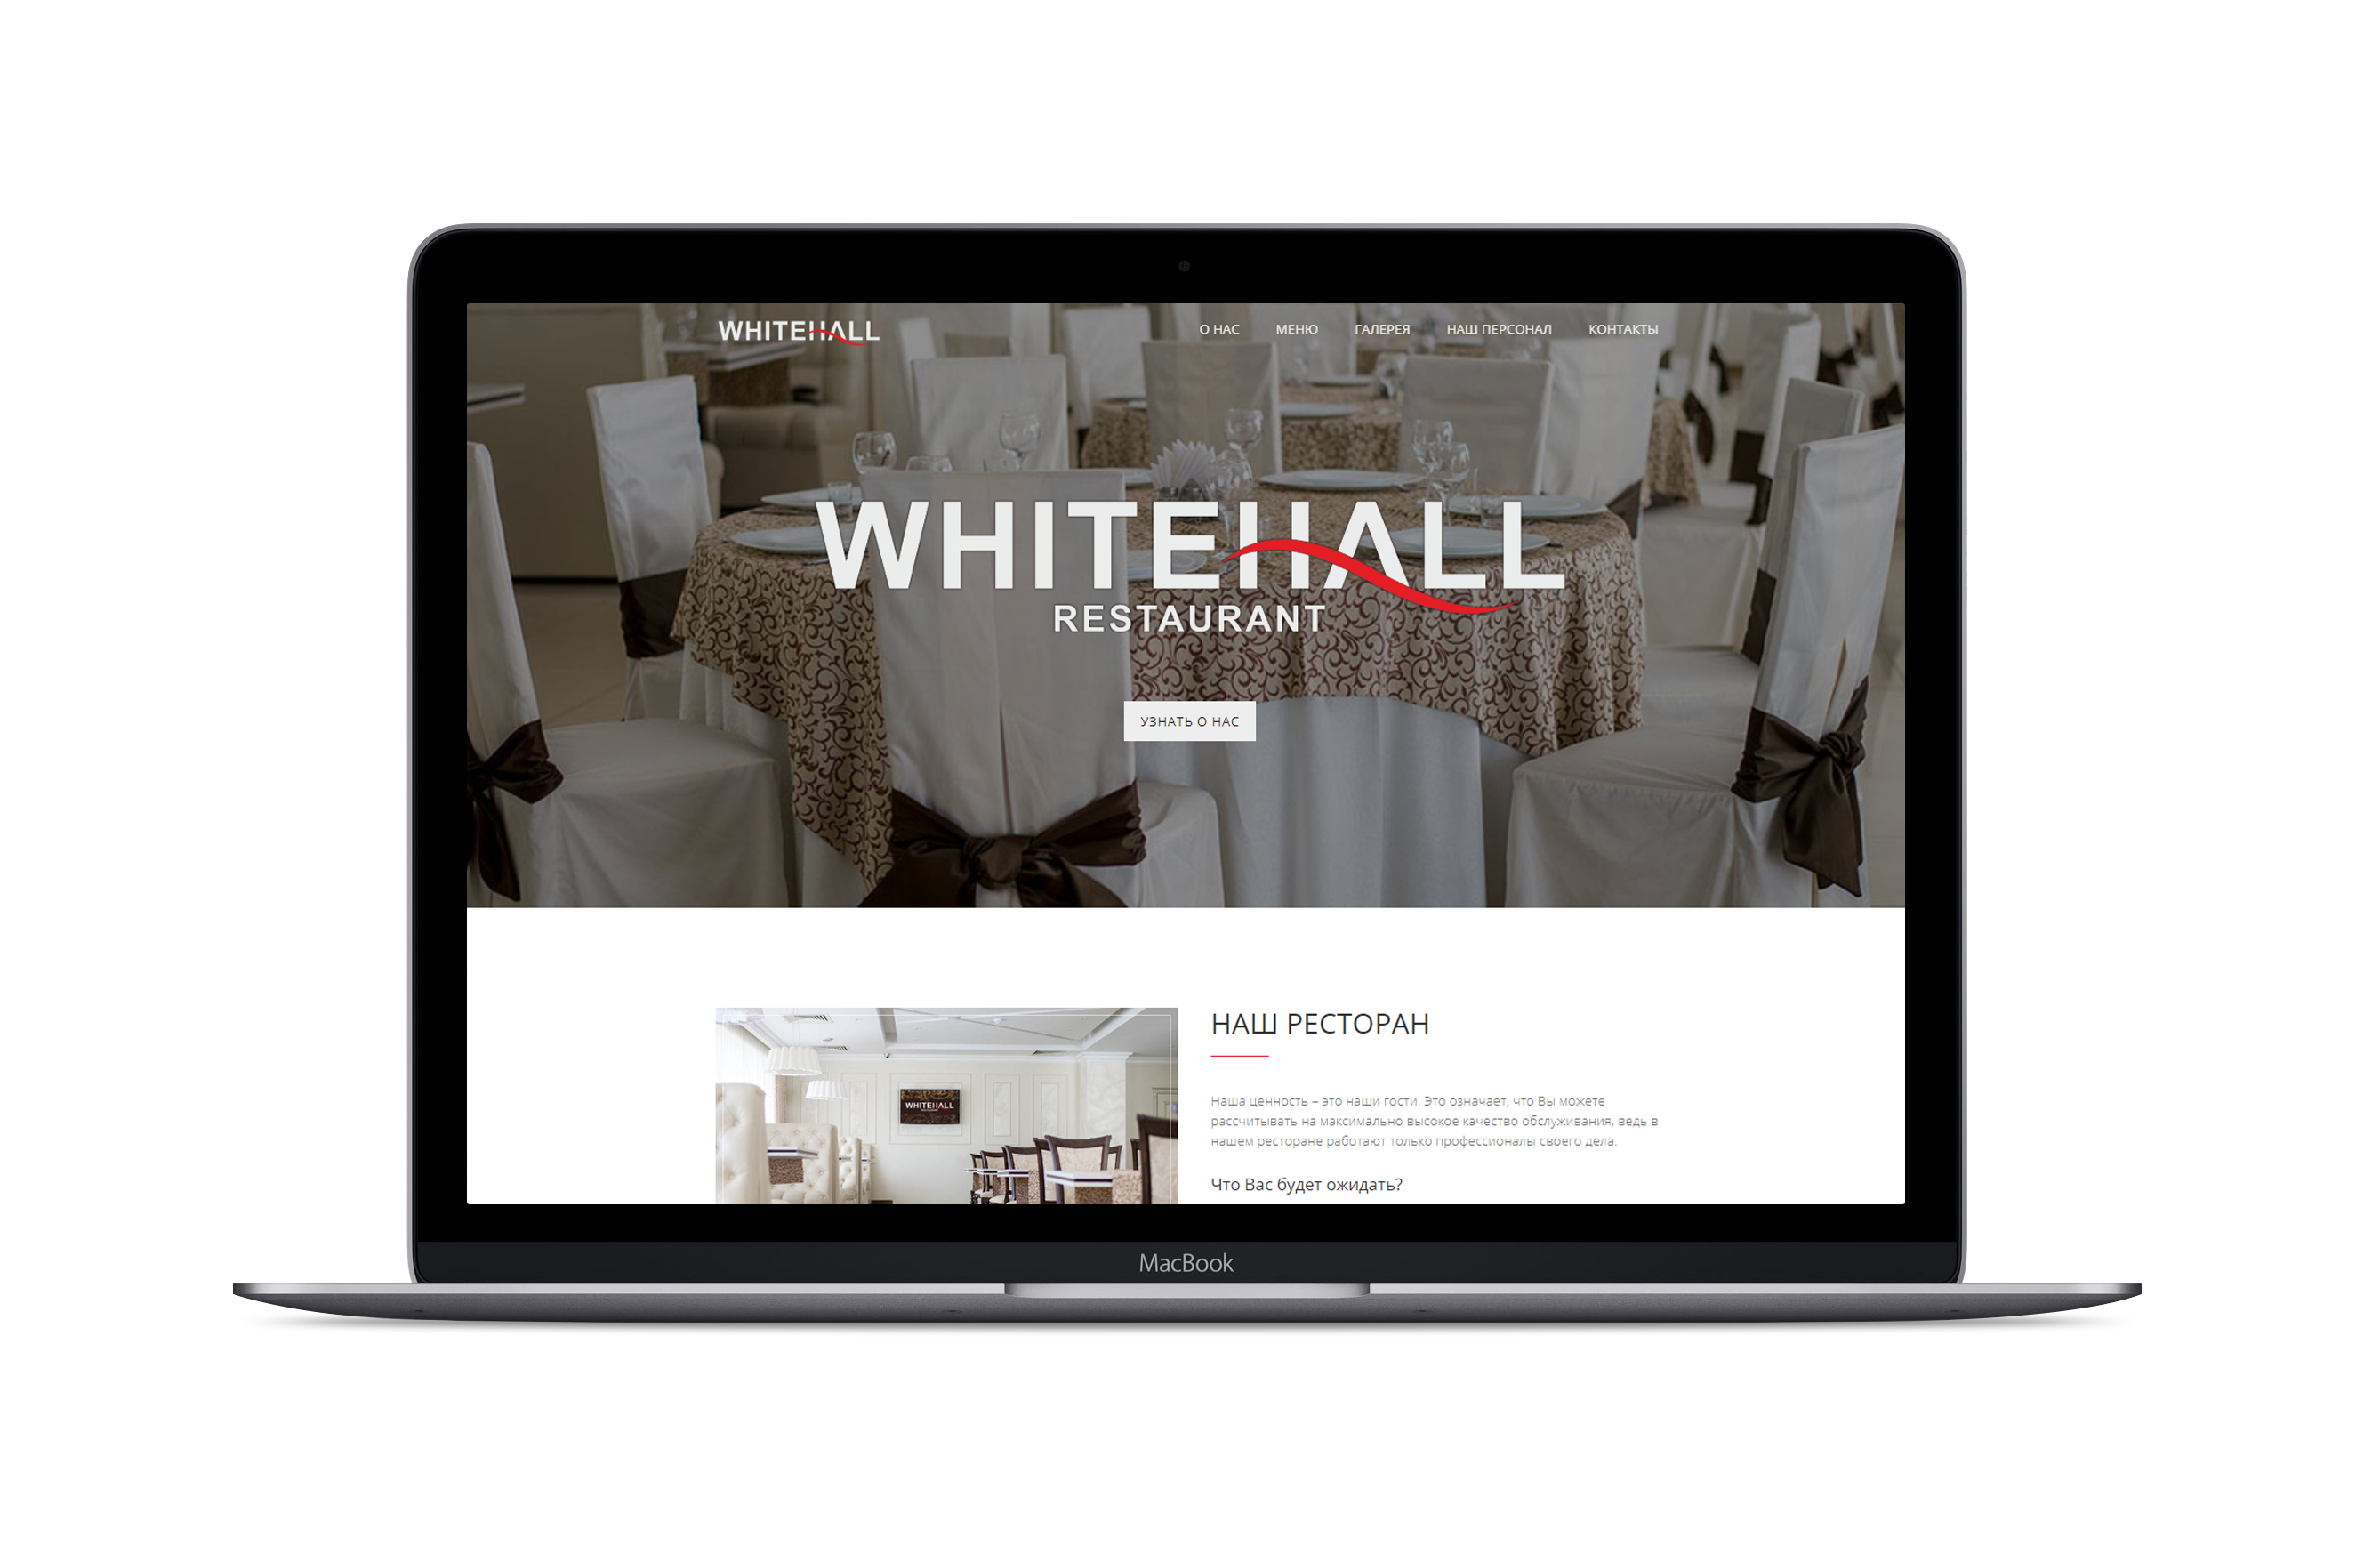 WHITEHALL
О НАС МЕНЮ ГАЛЕРЕЯ НАШ ПЕРСОНАЛ КОНТАКТЫ
WHITEHALL
RESTAURANT
УЗНАТЬ О НАС
НАШ РЕСТОРАН
Наша ценность – это наши гости. Это означает, что Вы можете
рассчитывать на максимально высокое качество обслуживания, ведь в
нашем ресторане работают только профессионалы своего дела.
Что Вас будет ожидать?
WHITEHALL
MacBook